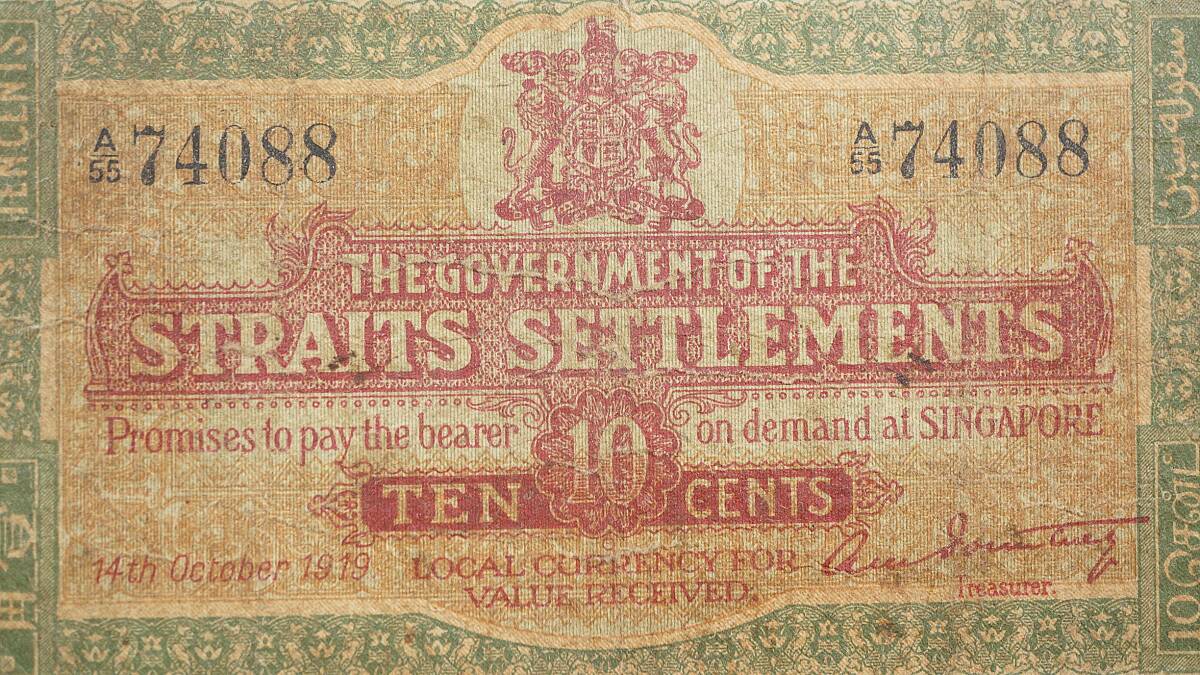 A/55 74088
A/55 74088
THE GOVERNMENT OF THE
STRAITS SETTLEMENTS
Promises to pay the bearer on demand at SINGAPORE
10
TEN CENTS
14th October 1919
LOCAL CURRENCY FOR
VALUE RECEIVED.
Treasurer.